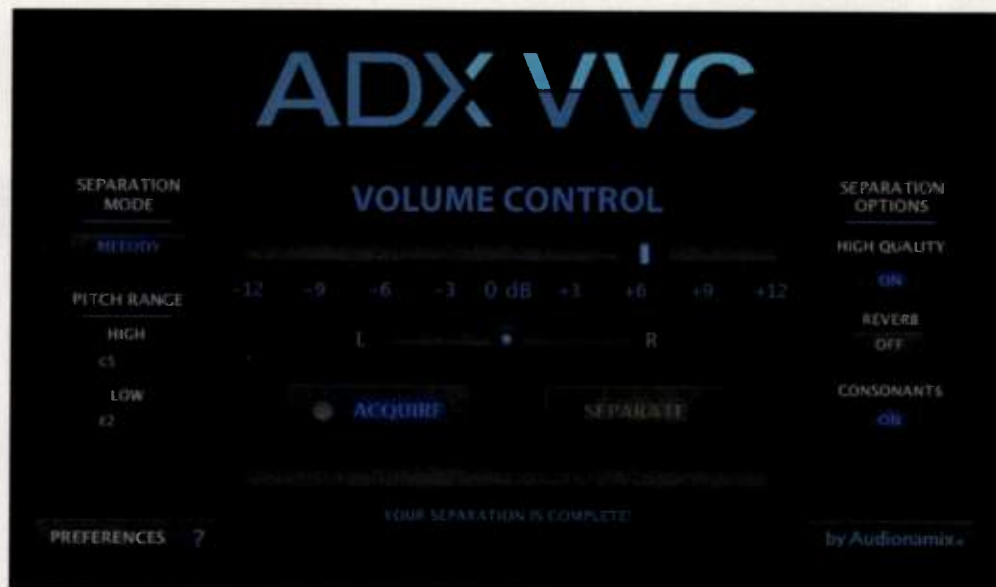 ADX VVC
SEPARATION
MODE
MELODY
PITCH RANGE
HIGH
C5
LOW
E2
VOLUME CONTROL
-12 -9 -6 -3 0 dB +3 +6 +9 +12
L R
ACQUIRE SEPARATE
YOUR SEPARATION IS COMPLETE
SEPARATION
OPTIONS
HIGH QUALITY
ON
REVERB
OFF
CONSONANTS
ON
PREFERENCES ?
by Audionamix